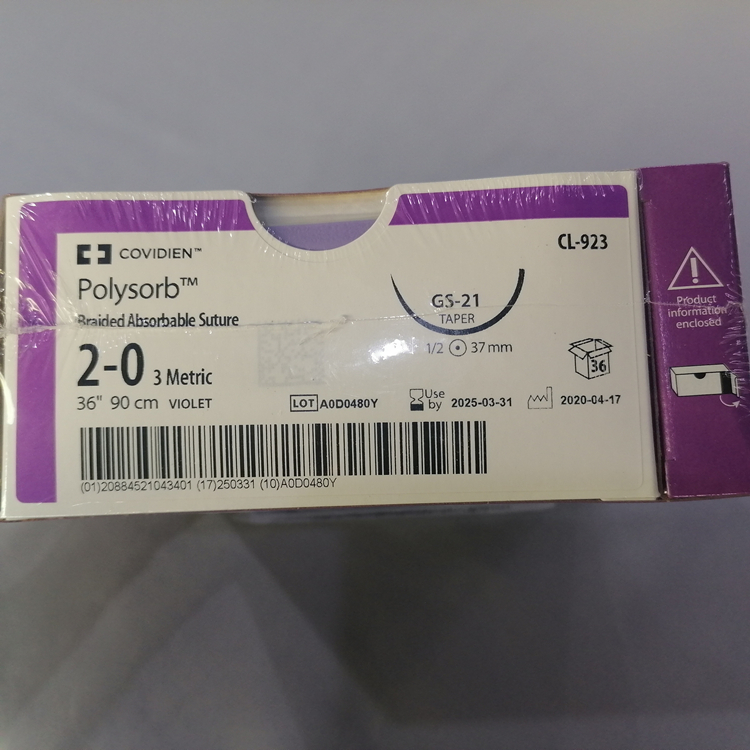 COVIDIEN™
CL-923
Polysorb™
Braided Absorbable Suture
GS-21
TAPER
1/2 37 mm
2-0 3 Metric
36" 90 cm VIOLET
36
LOT A0D0480Y
Use by 2025-03-31
2020-04-17
(01)20884521043401 (17)250331 (10)A0D0480Y
Product
information
enclosed